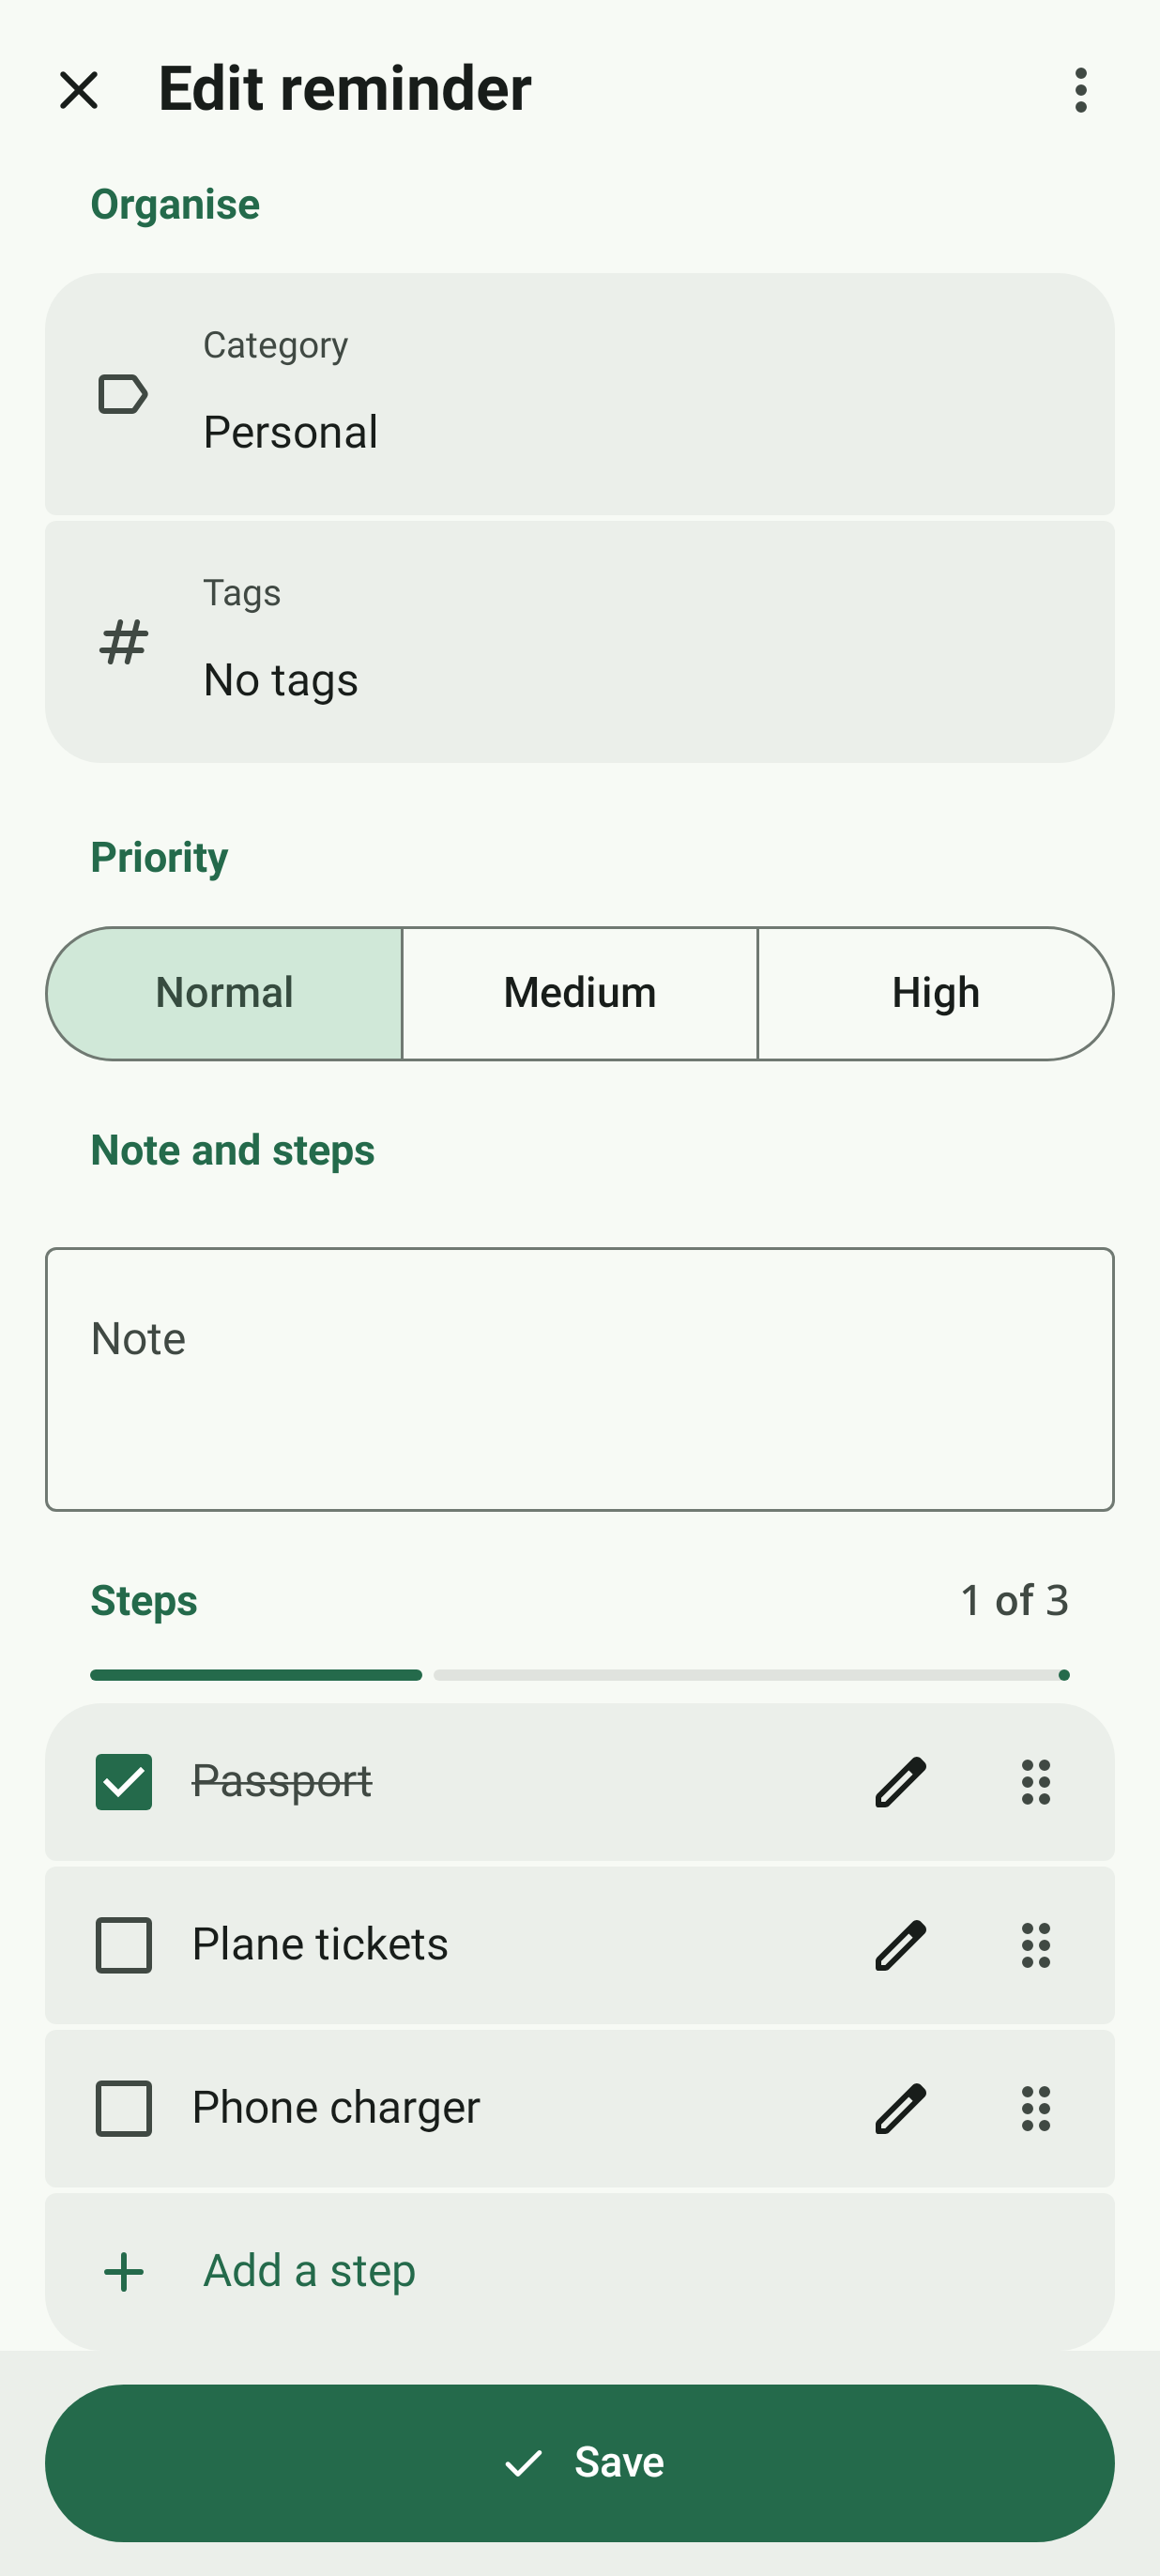 Edit reminder
Organise
Category
Personal
Tags
No tags
Priority
Normal Medium High
Note and steps
Note
Steps 1 of 3
Passport
Plane tickets
Phone charger
Add a step
Save